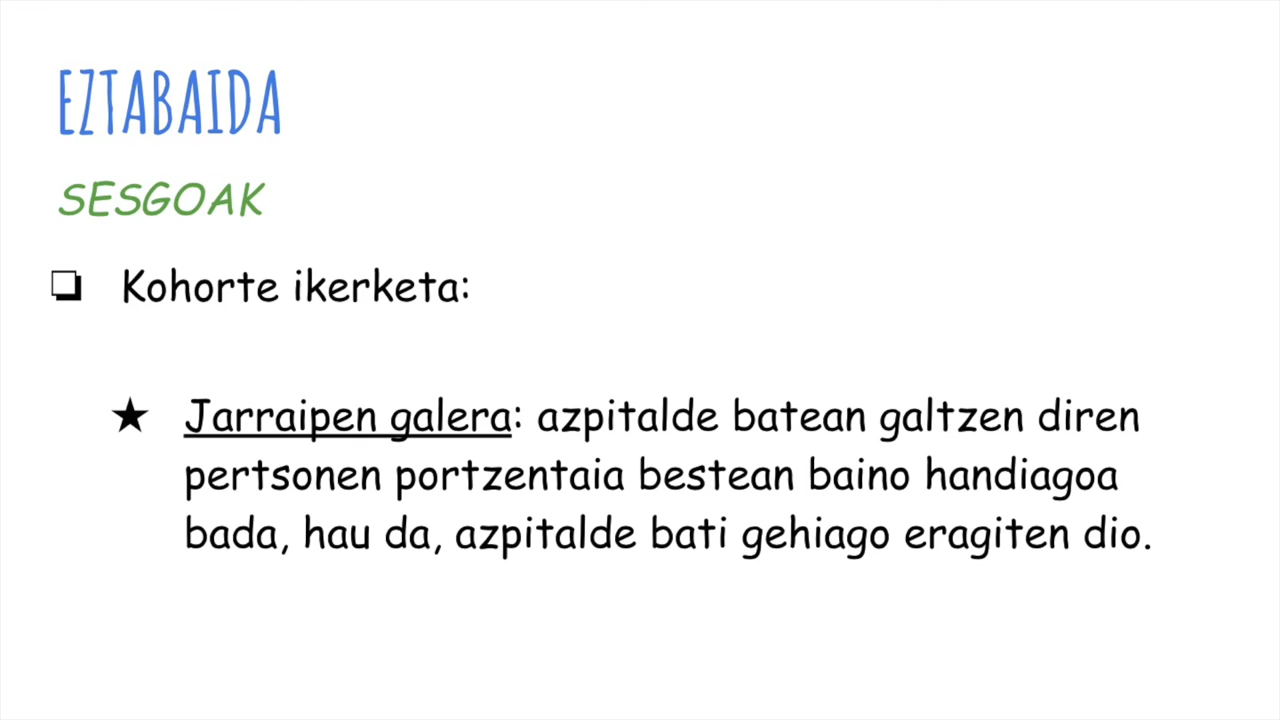 EZTABAIDA
SESGOAK
❏ Kohorte ikerketa:
★ Jarraipen galera: azpitalde batean galtzen diren
pertsonen portzentaia bestean baino handiagoa
bada, hau da, azpitalde bati gehiago eragiten dio.